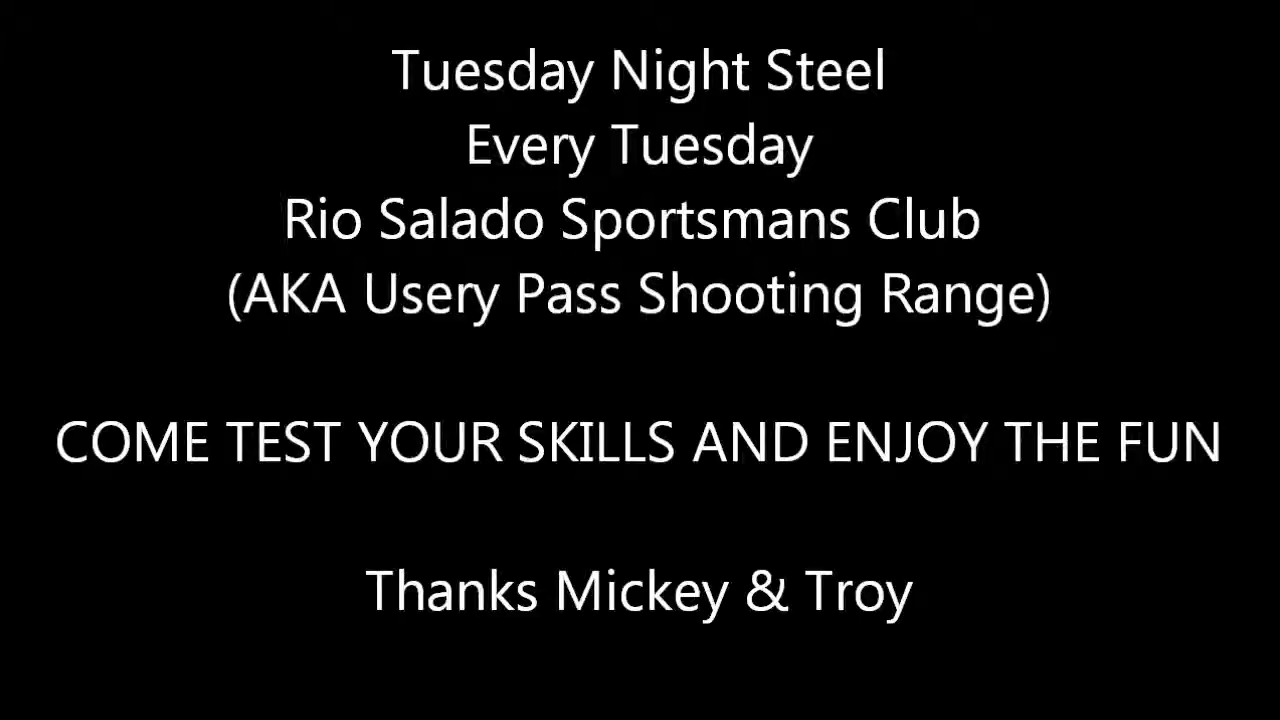 Tuesday Night Steel
Every Tuesday
Rio Salado Sportsmans Club
(AKA Usery Pass Shooting Range)
COME TEST YOUR SKILLS AND ENJOY THE FUN
Thanks Mickey & Troy